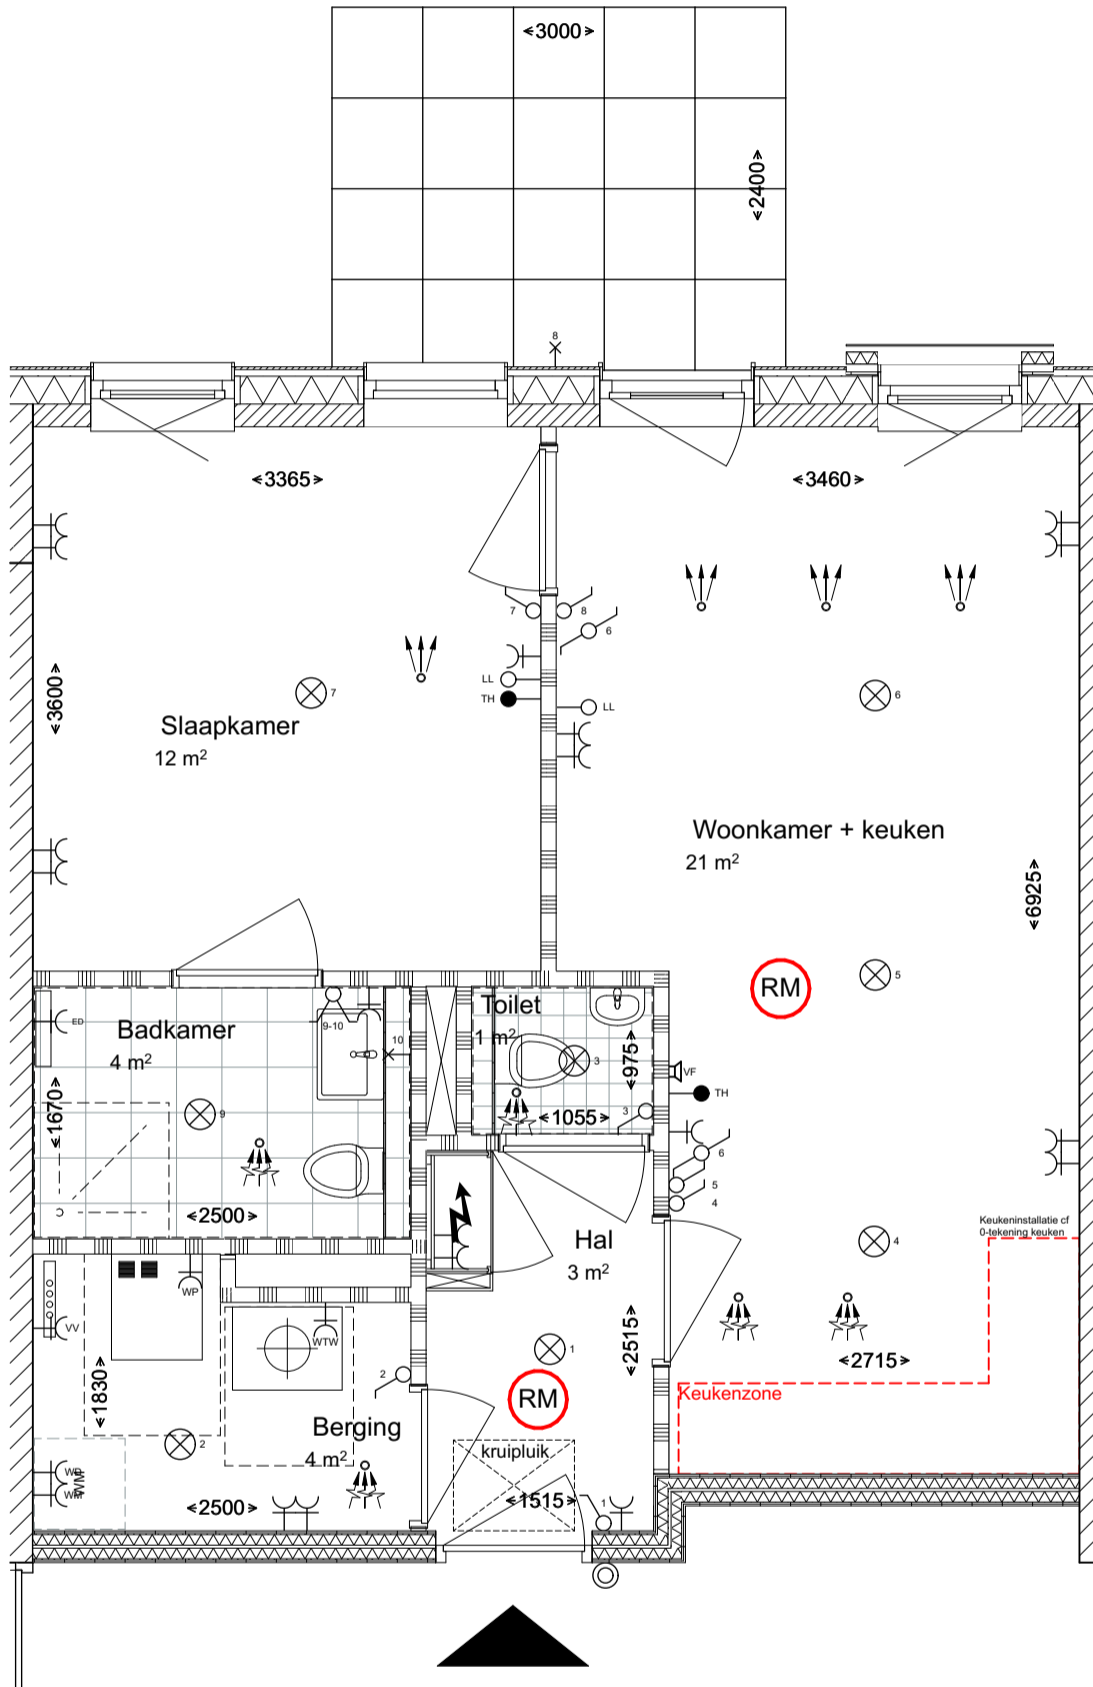 3000
2400
8
3365
3460
7
8
6
LL
TH
LL
7
6
3600
Slaapkamer
12 m²
Woonkamer + keuken
21 m²
6925
5
RM
Toilet
1 m²
9-10
ED
Badkamer
4 m²
10
3
975
VF
TH
1670
9
1055
3
6
5
4
2500
Hal
3 m²
4
Keukeninstallatie cf
0-tekening keuken
WP
VV
WTW
2515
1
2715
1830
2
RM
Keukenzone
Berging
4 m²
2
kruipluik
WD
WM
WM
2500
1515
1